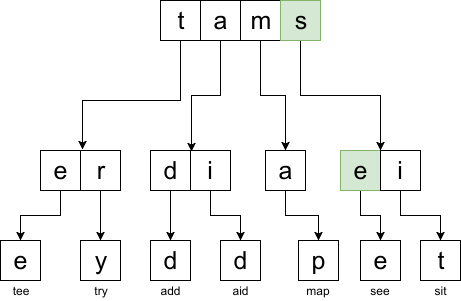 t a m s
e r d i a e i
e y d d p e t
tee try add aid map see sit